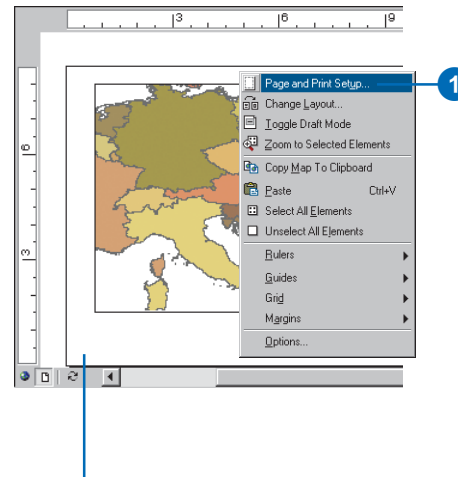 3 6 9
6
3
1
Page and Print Setup...
Change Layout...
Toggle Draft Mode
Zoom to Selected Elements
Copy Map To Clipboard
Paste Ctrl+V
Select All Elements
Unselect All Elements
Rulers
Guides
Grid
Margins
Options...